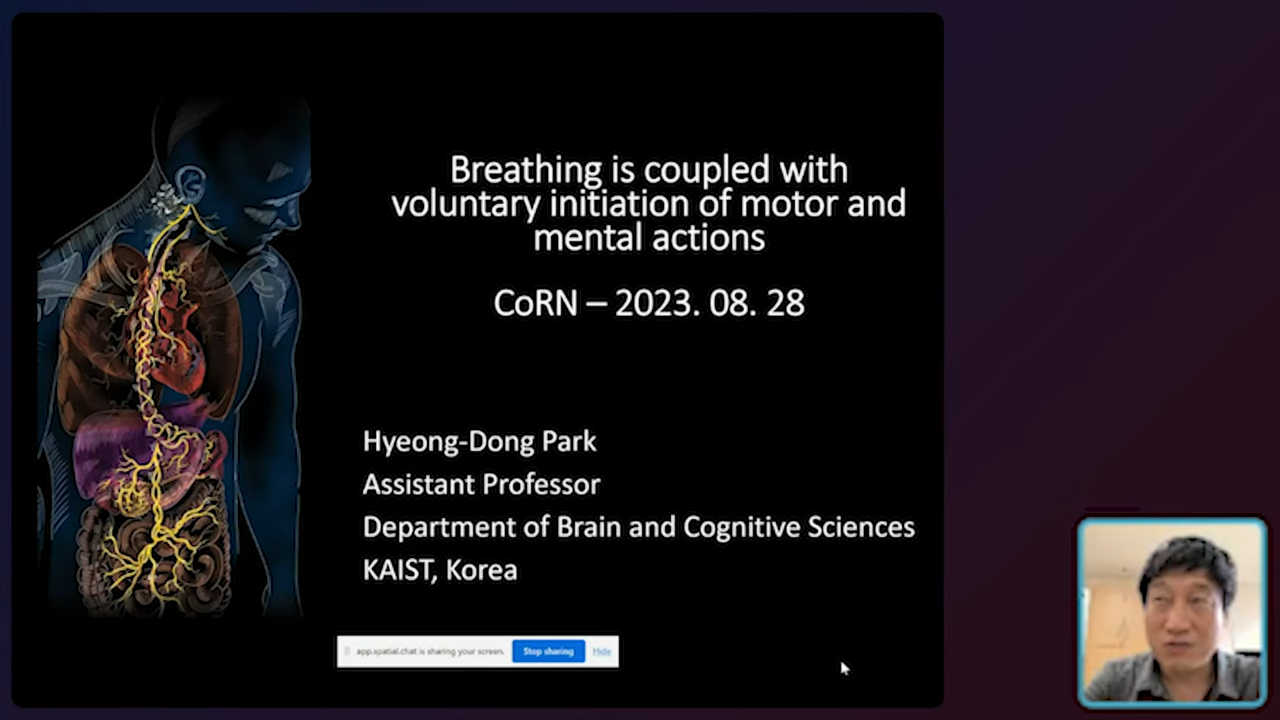 Breathing is coupled with
voluntary initiation of motor and
mental actions
CoRN – 2023. 08. 28
Hyeong-Dong Park
Assistant Professor
Department of Brain and Cognitive Sciences
KAIST, Korea
app.spatial.chat is sharing your screen.
Stop sharing
Hide